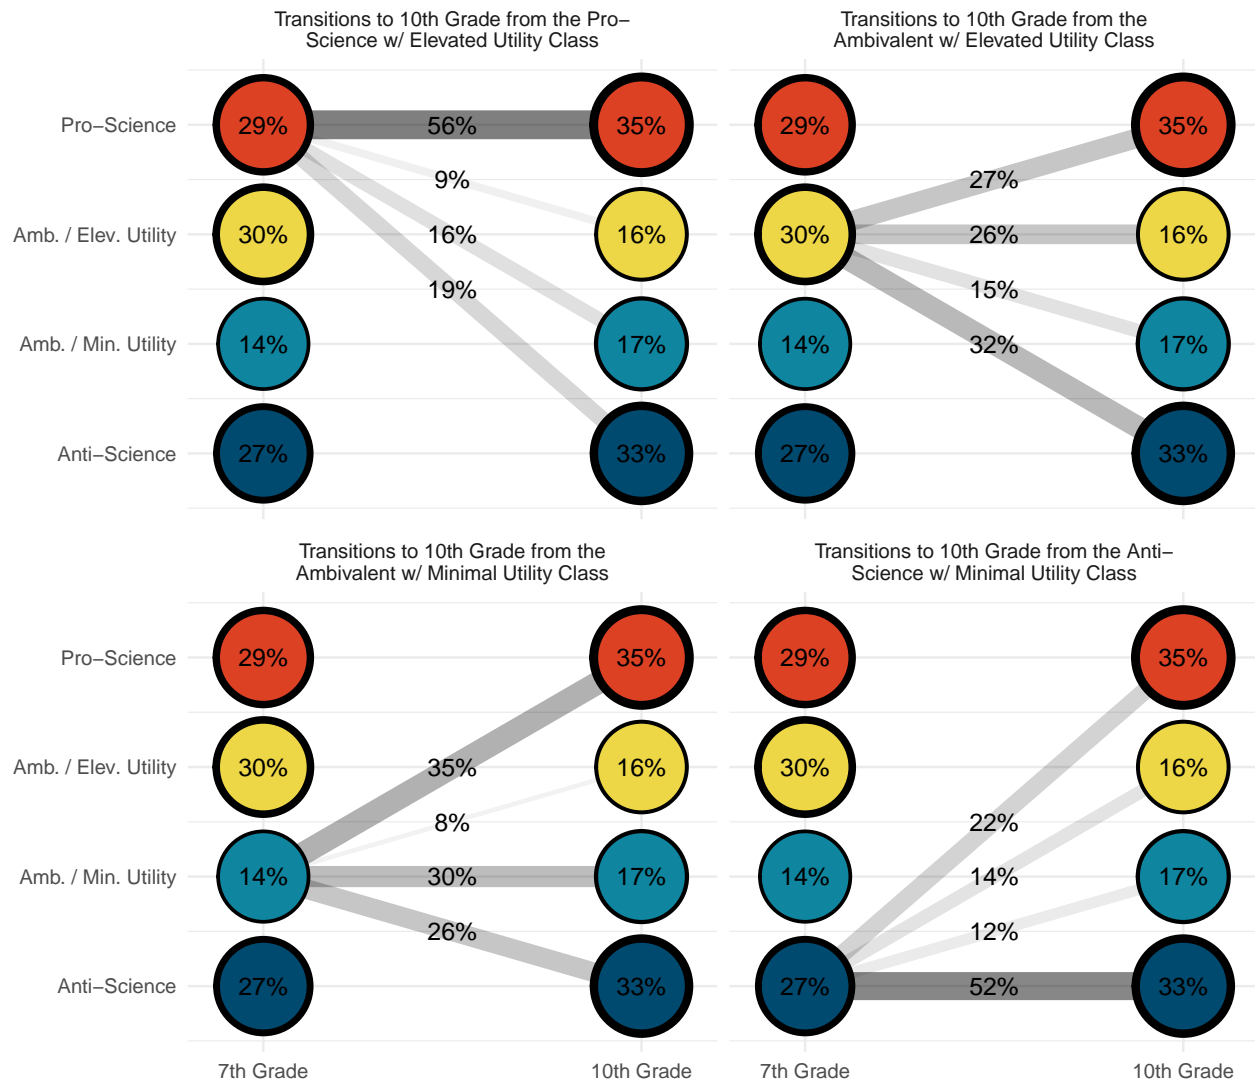 Transitions to 10th Grade from the Pro−
Science w/ Elevated Utility Class
Transitions to 10th Grade from the
Ambivalent w/ Elevated Utility Class
Pro−Science
29%
56%
35%
29%
35%
9%
27%
Amb. / Elev. Utility
30%
16%
16%
30%
26%
16%
19%
15%
Amb. / Min. Utility
14%
17%
14%
32%
17%
Anti−Science
27%
33%
27%
33%
Transitions to 10th Grade from the
Ambivalent w/ Minimal Utility Class
Transitions to 10th Grade from the Anti−
Science w/ Minimal Utility Class
Pro−Science
29%
35%
29%
35%
Amb. / Elev. Utility
30%
35%
16%
30%
16%
8%
22%
Amb. / Min. Utility
14%
30%
17%
14%
14%
17%
26%
12%
Anti−Science
27%
33%
27%
52%
33%
7th Grade
10th Grade
7th Grade
10th Grade